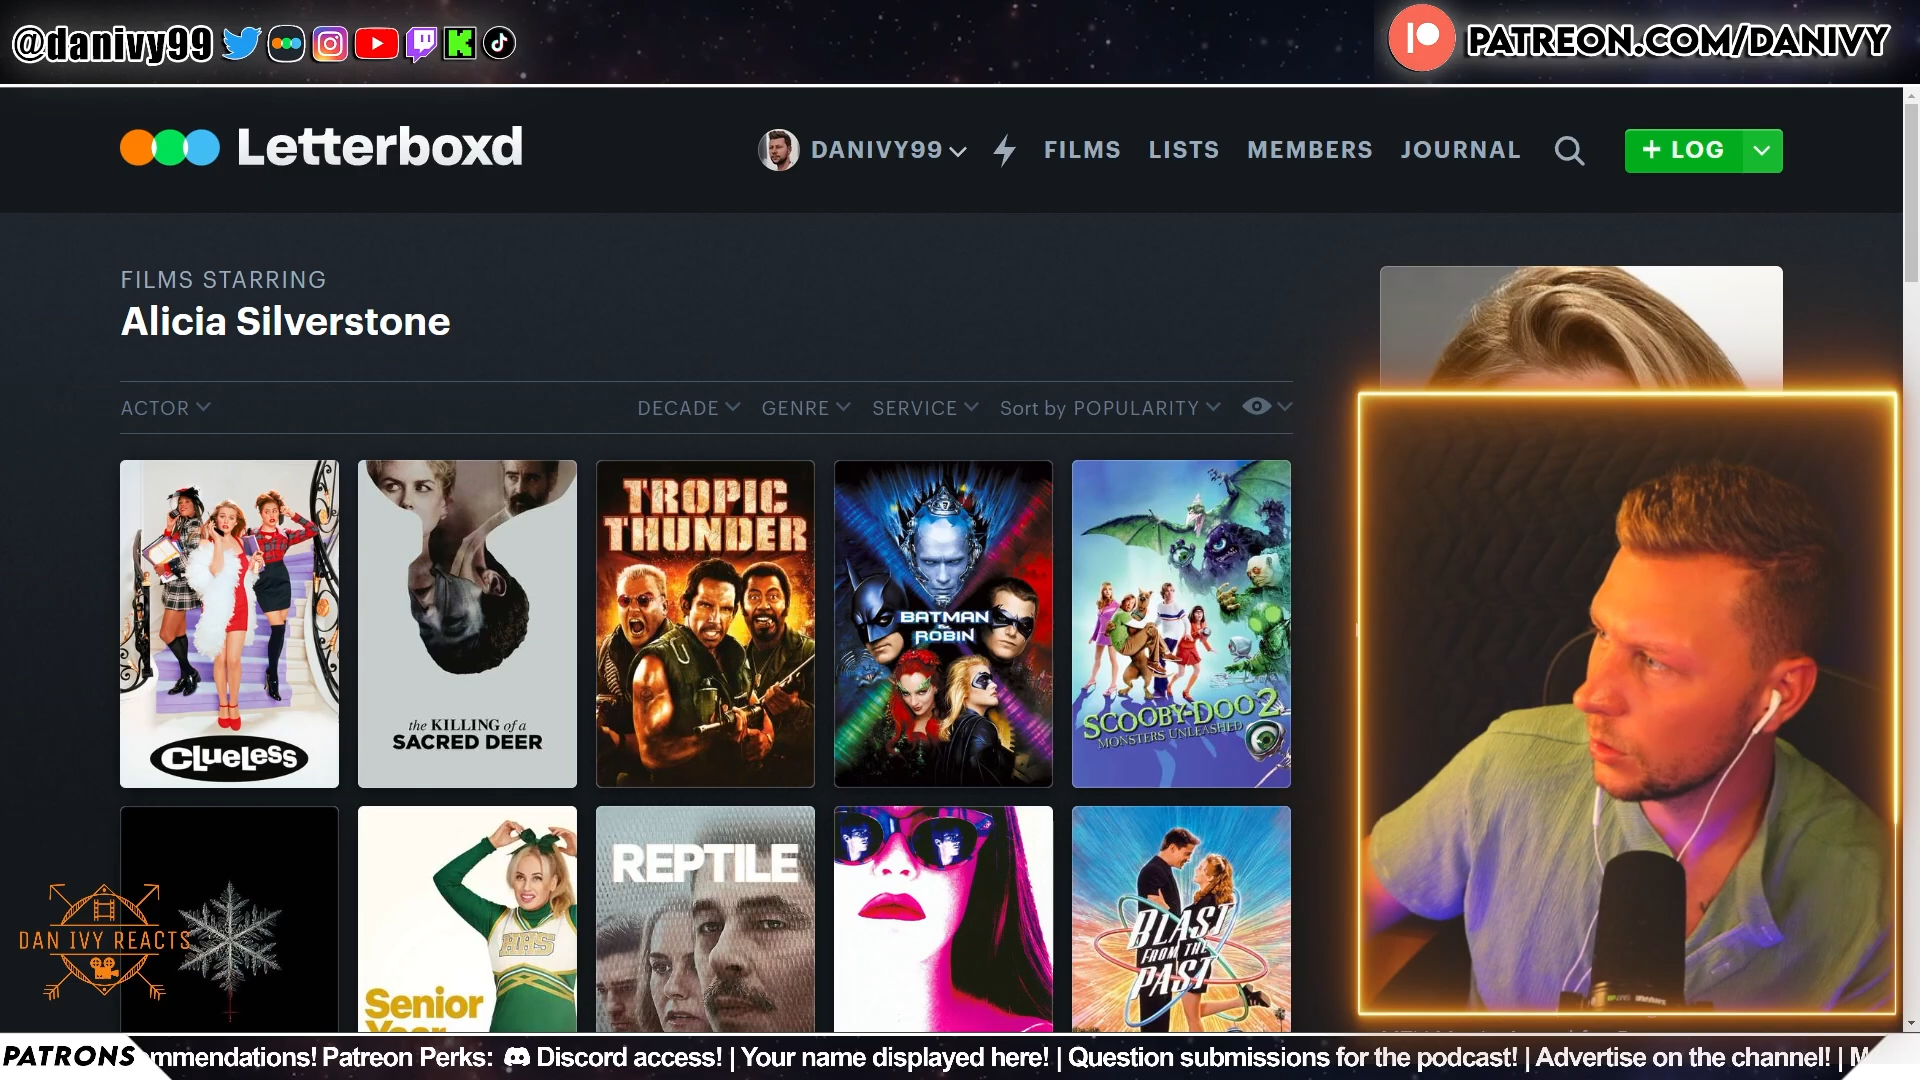 @danivy99
PATREON.COM/DANIVY
Letterboxd
DANIVY99
FILMS
LISTS
MEMBERS
JOURNAL
+ LOG
FILMS STARRING
Alicia Silverstone
ACTOR
DECADE
GENRE
SERVICE
Sort by POPULARITY
CLUELESS
the KILLING of a
SACRED DEER
TROPIC
THUNDER
BATMAN
&
ROBIN
SCOOBY-DOO 2
MONSTERS UNLEASHED
DAN IVY REACTS
Senior
Year
REPTILE
BLAST
FROM THE
PAST
PATRONS
mmendations! Patreon Perks: Discord access! | Your name displayed here! | Question submissions for the podcast! | Advertise on the channel! | M